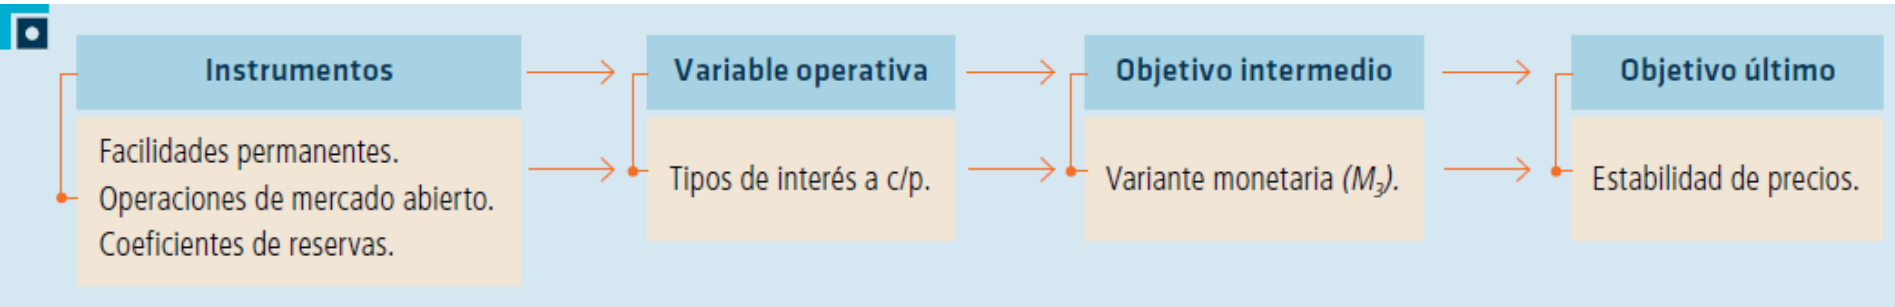 Instrumentos
Facilidades permanentes.
Operaciones de mercado abierto.
Coeficientes de reservas.
Variable operativa
Tipos de interés a c/p.
Objetivo intermedio
Variante monetaria (M₃).
Objetivo último
Estabilidad de precios.